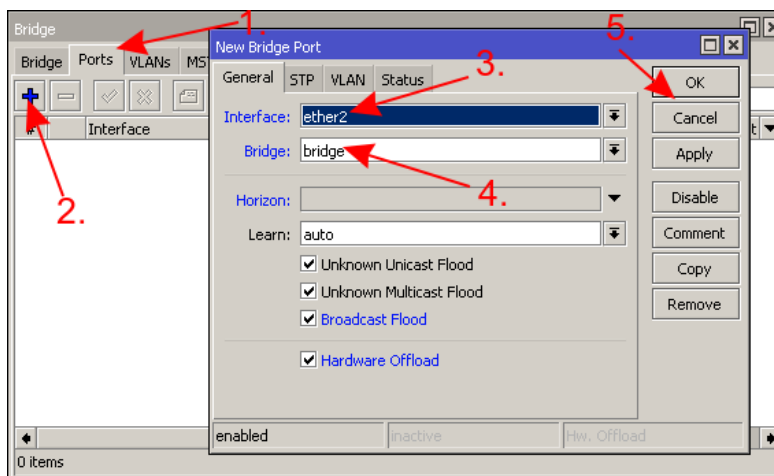 Bridge
1.
Bridge Ports VLANs MST
2.
# Interface
0 items
New Bridge Port
General STP VLAN Status
3.
Interface: ether2
Bridge: bridge
4.
Horizon:
Learn: auto
Unknown Unicast Flood
Unknown Multicast Flood
Broadcast Flood
Hardware Offload
enabled inactive Hw. Offload
5.
OK
Cancel
Apply
Disable
Comment
Copy
Remove